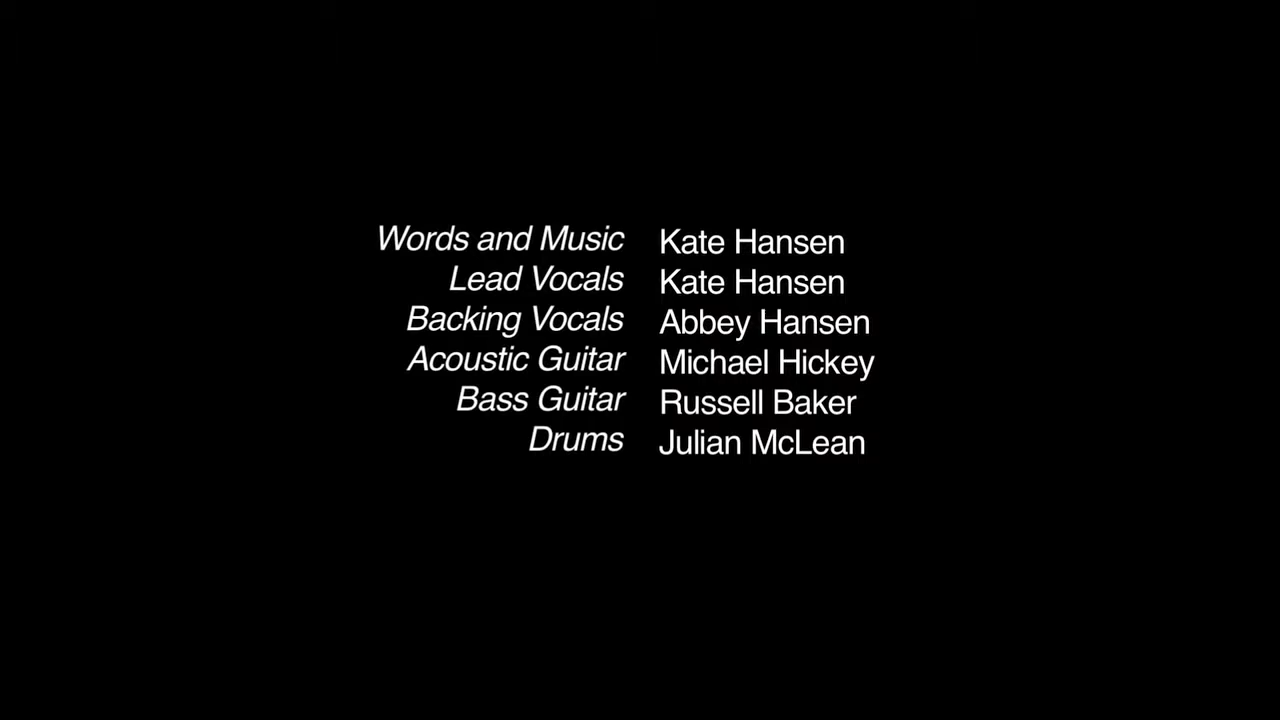 Words and Music Kate Hansen
Lead Vocals Kate Hansen
Backing Vocals Abbey Hansen
Acoustic Guitar Michael Hickey
Bass Guitar Russell Baker
Drums Julian McLean